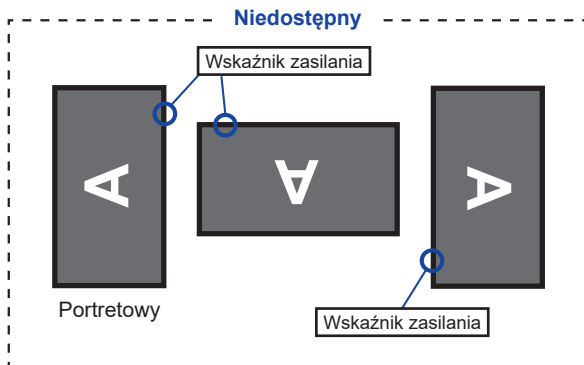 Niedostępny
Wskaźnik zasilania
A
A
A
Portretowy
Wskaźnik zasilania